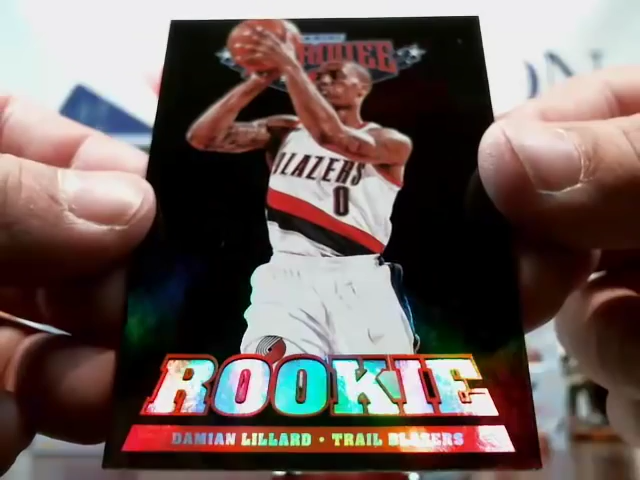 BLAZERS
0
ROOKIE
DAMIAN LILLARD • TRAIL BLAZERS